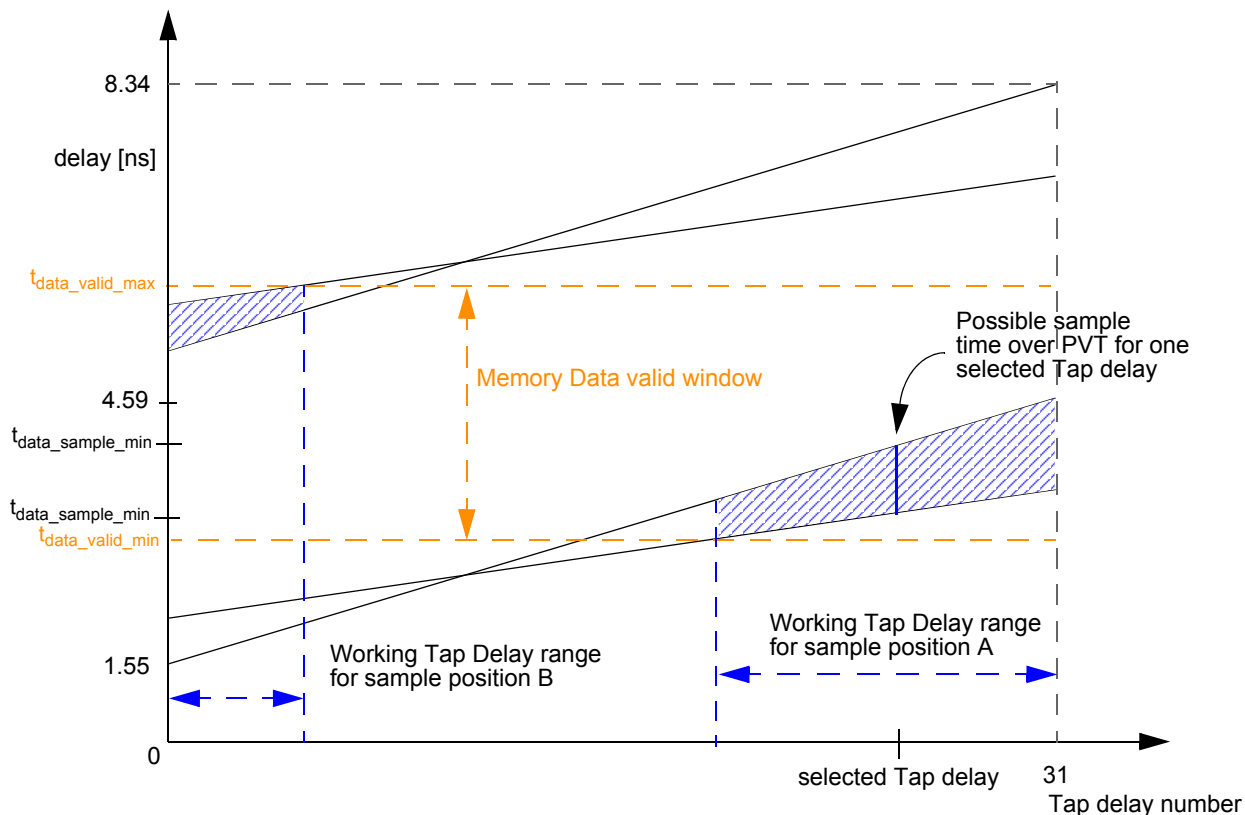 8.34
delay [ns]
tdata_valid_max
Possible sample
time over PVT for one
selected Tap delay
Memory Data valid window
4.59
tdata_sample_min
tdata_sample_min
tdata_valid_min
Working Tap Delay range
for sample position A
Working Tap Delay range
for sample position B
1.55
0
selected Tap delay
31
Tap delay number